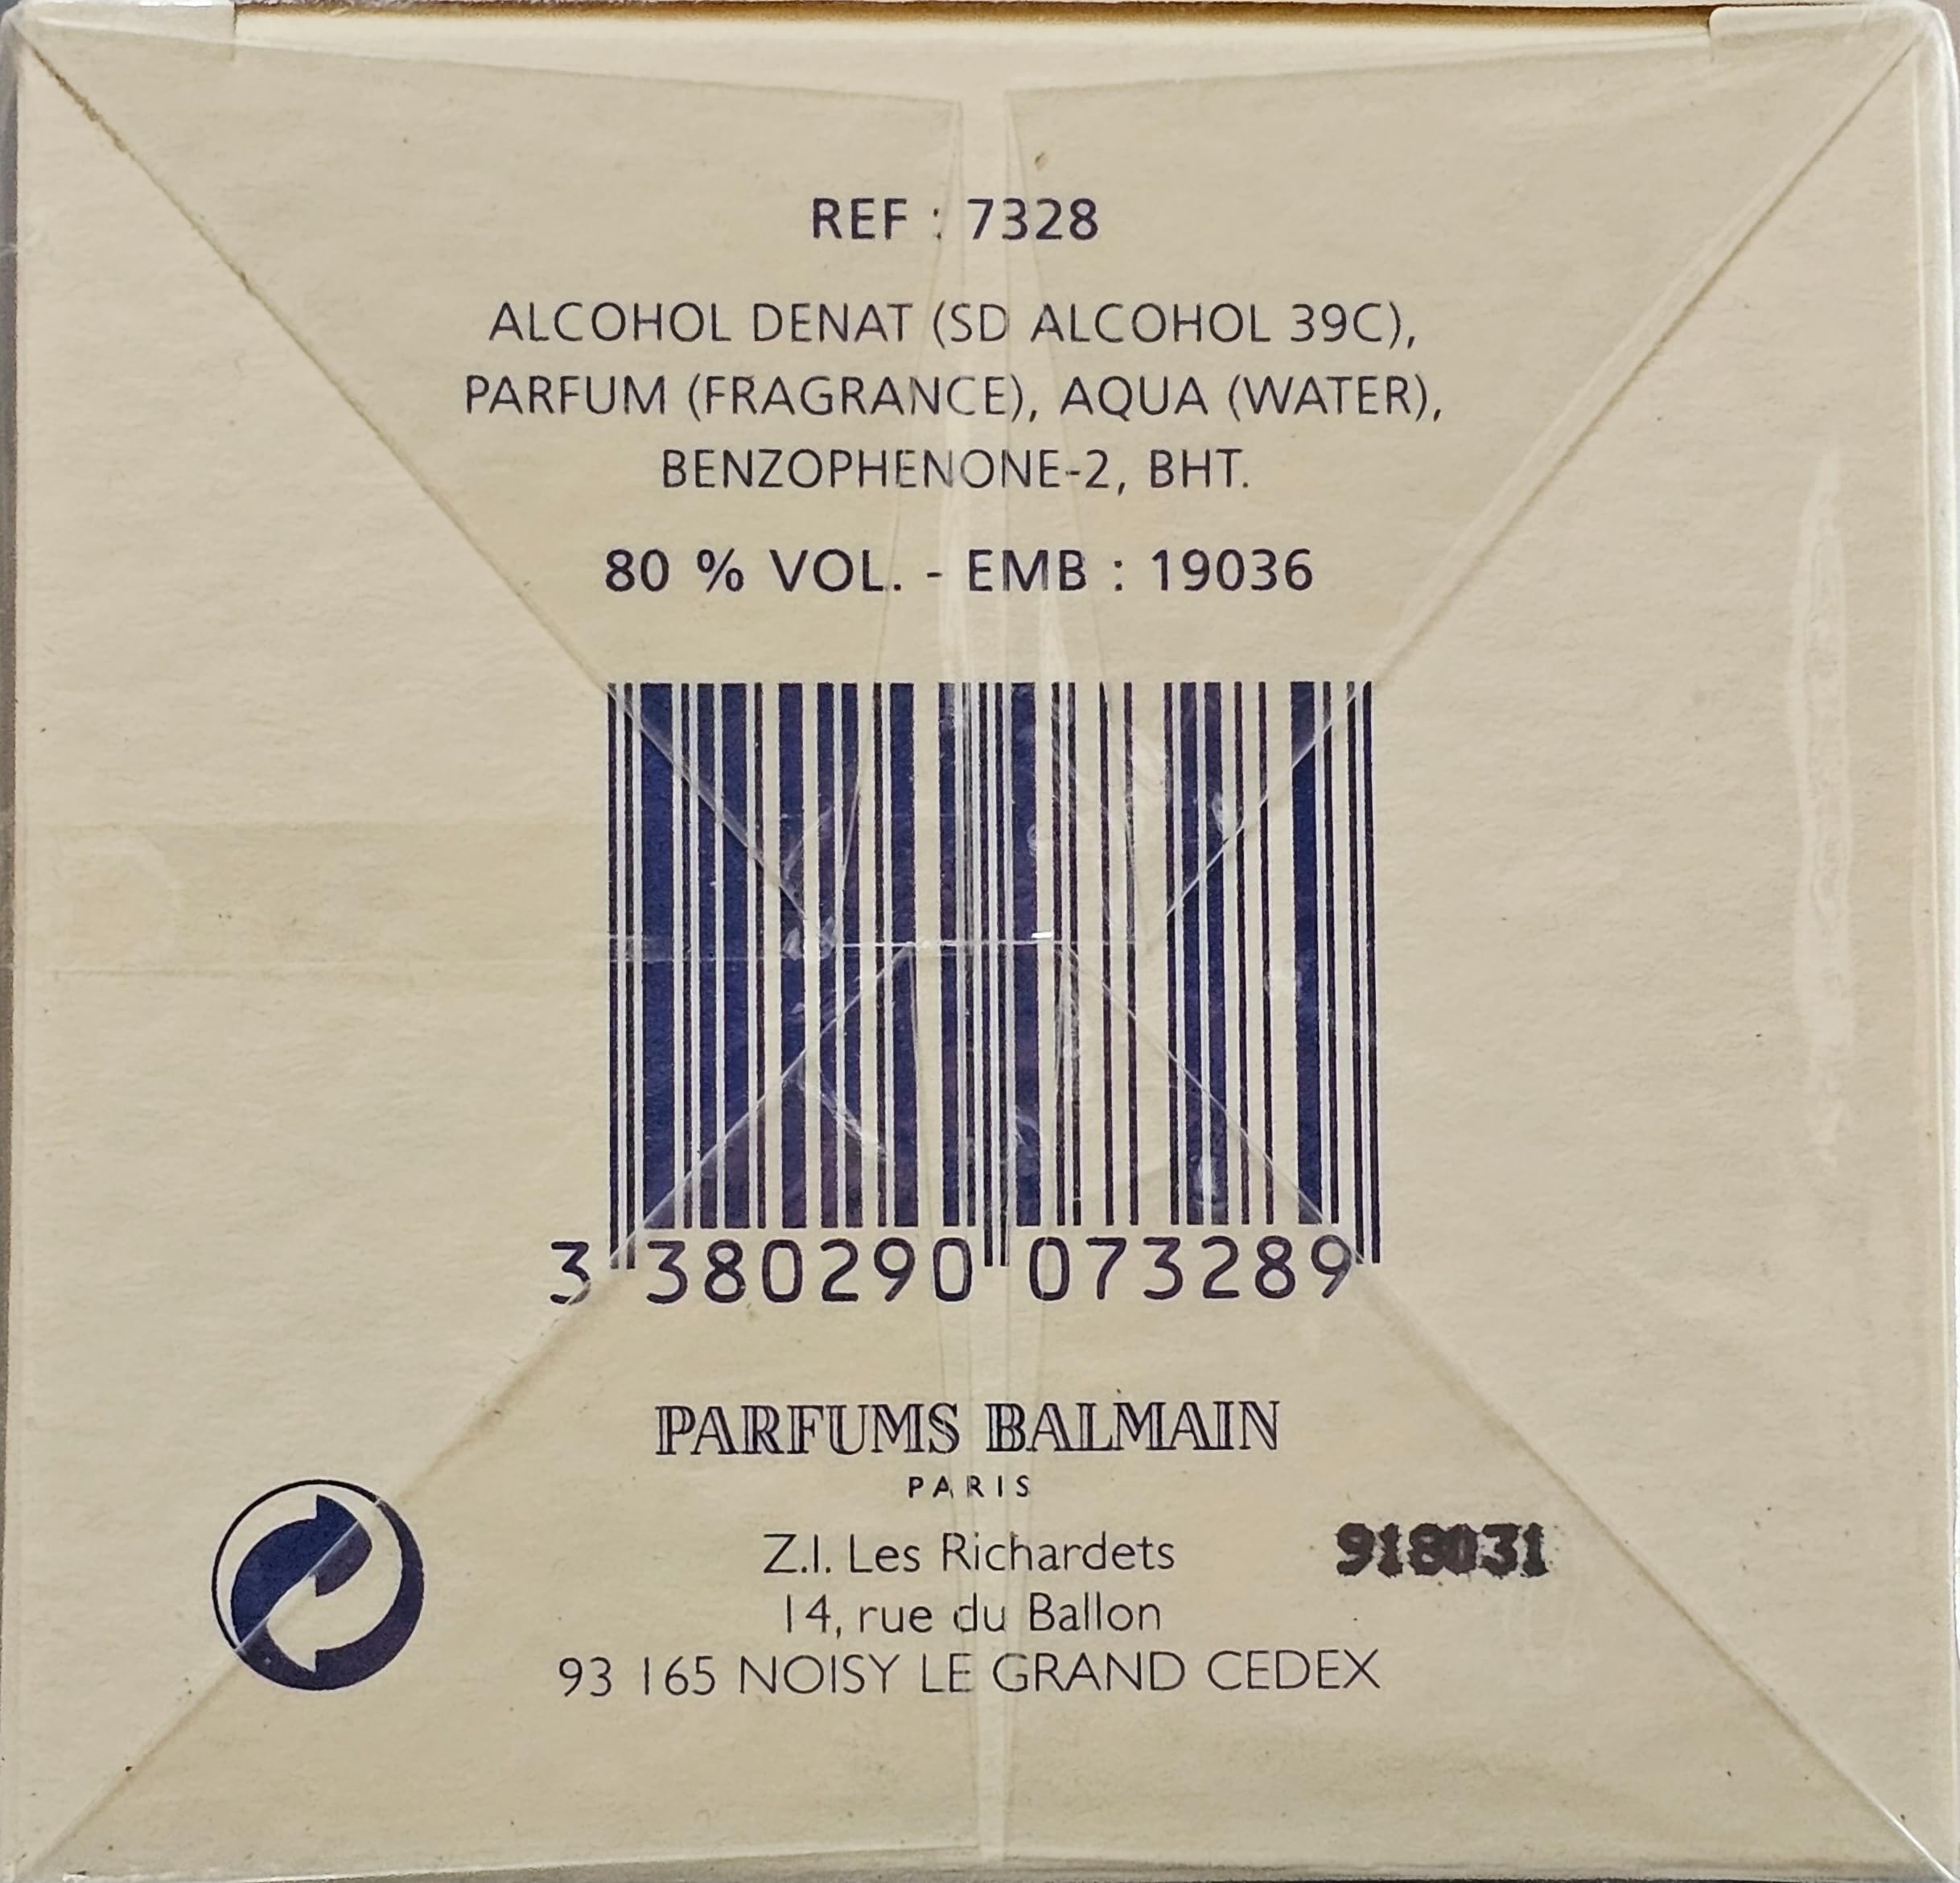 REF : 7328
ALCOHOL DENAT (SD ALCOHOL 39C),
PARFUM (FRAGRANCE), AQUA (WATER),
BENZOPHENONE-2, BHT.
80 % VOL. - EMB : 19036
3 380290 073289
PARFUMS BALMAIN
PARIS
Z.I. Les Richardets
918031
14, rue du Ballon
93 165 NOISY LE GRAND CEDEX